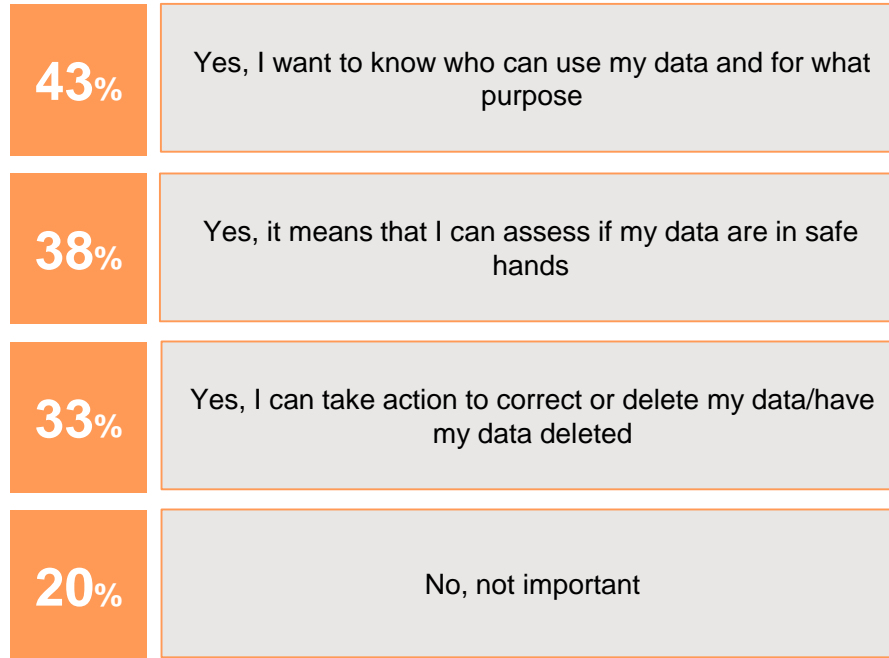 43%
Yes, I want to know who can use my data and for what
purpose
38%
Yes, it means that I can assess if my data are in safe
hands
33%
Yes, I can take action to correct or delete my data/have
my data deleted
20%
No, not important